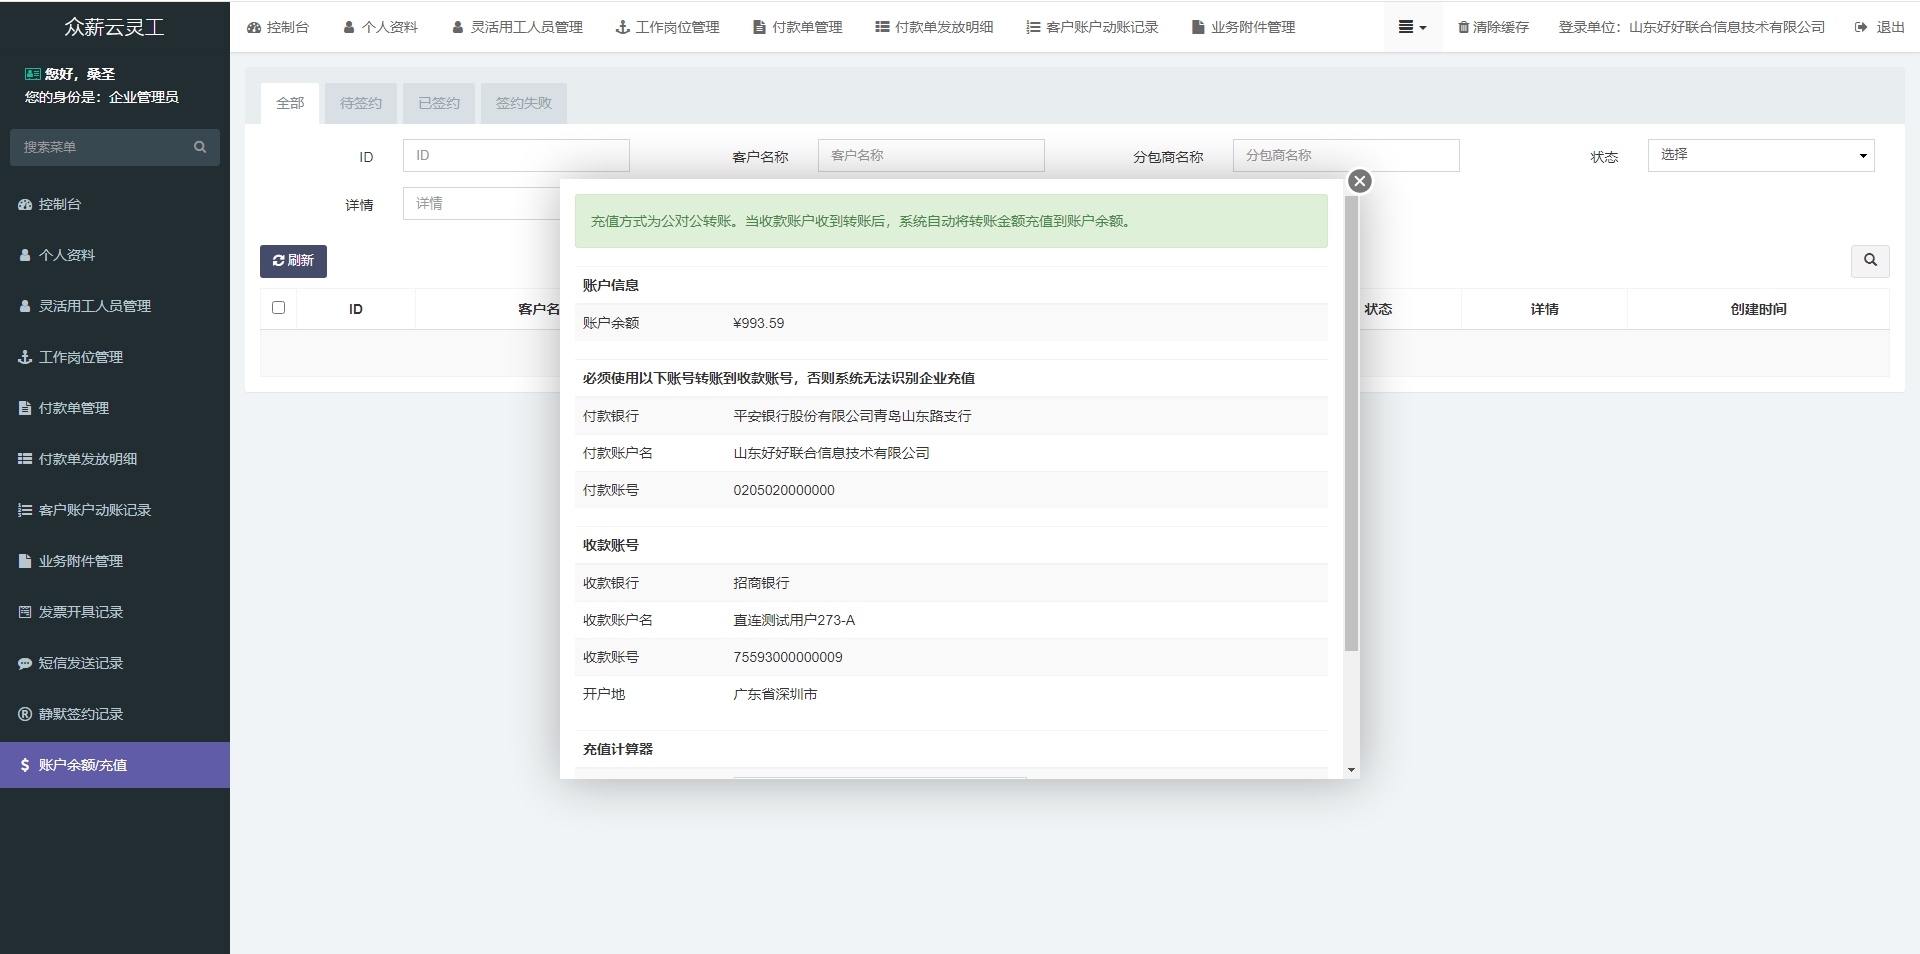 众薪云灵工
您好，桑圣
您的身份是：企业管理员
搜索菜单
控制台
个人资料
灵活用工人员管理
工作岗位管理
付款单管理
付款单发放明细
客户账户动账记录
业务附件管理
发票开具记录
短信发送记录
静默签约记录
账户余额/充值
控制台 个人资料 灵活用工人员管理 工作岗位管理 付款单管理 付款单发放明细 客户账户动账记录 业务附件管理 清除缓存 登录单位：山东好好联合信息技术有限公司 退出
全部 待签约 已签约 签约失败
ID ID 客户名称 客户名称 分包商名称 分包商名称 状态 选择
详情 详情
刷新
ID 客户名 状态 详情 创建时间
充值方式为公对公转账。当收款账户收到转账后，系统自动将转账金额充值到账户余额。
账户信息
账户余额 ¥993.59
必须使用以下账号转账到收款账号，否则系统无法识别企业充值
付款银行 平安银行股份有限公司青岛山东路支行
付款账户名 山东好好联合信息技术有限公司
付款账号 0205020000000
收款账号
收款银行 招商银行
收款账户名 直连测试用户273-A
收款账号 75593000000009
开户地 广东省深圳市
充值计算器